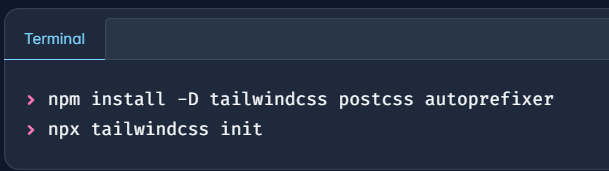 Terminal
> npm install -D tailwindcss postcss autoprefixer
> npx tailwindcss init